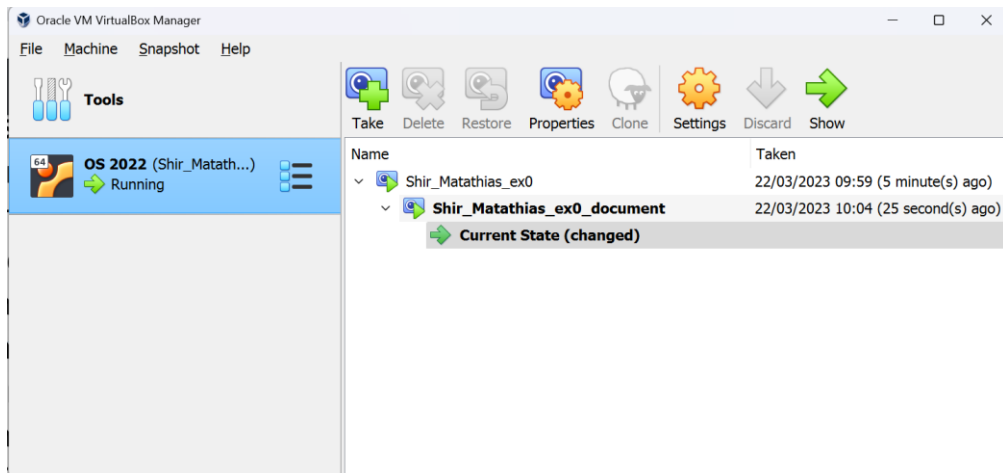 Oracle VM VirtualBox Manager
File Machine Snapshot Help
Tools
64
OS 2022 (Shir_Matath...)
Running
Take Delete Restore Properties Clone Settings Discard Show
Name Taken
Shir_Matathias_ex0 22/03/2023 09:59 (5 minute(s) ago)
Shir_Matathias_ex0_document 22/03/2023 10:04 (25 second(s) ago)
Current State (changed)